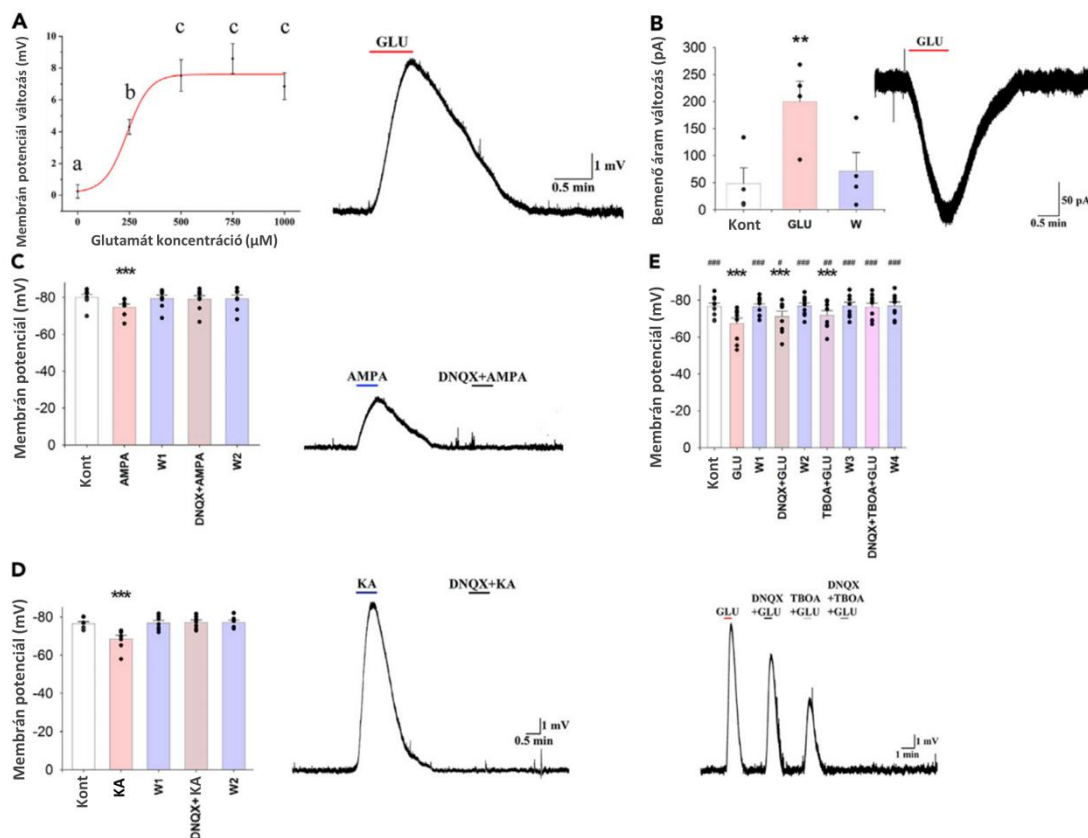 A
Membrán potenciál változás (mV)
10
8
6
4
2
0
a
b
c
c
c
0
250
500
750
1000
Glutamát koncentráció (µM)
GLU
1 mV
0.5 min
B
Bemenő áram változás (pA)
300
250
200
150
100
50
0
**
Kont
GLU
W
GLU
50 pA
0.5 min
C
Membrán potenciál (mV)
-80
-60
-40
-20
0
***
Kont
AMPA
W1
DNQX+AMPA
W2
AMPA
DNQX+AMPA
E
Membrán potenciál (mV)
-80
-60
-40
-20
0
### ### # ### ## ### ### ###
*** *** ***
Kont
GLU
W1
DNQX+GLU
W2
TBOA+GLU
W3
DNQX+TBOA+GLU
W4
D
Membrán potenciál (mV)
-80
-60
-40
-20
0
***
Kont
KA
W1
DNQX+KA
W2
KA
DNQX+KA
1 mV
0.5 min
GLU
DNQX
+GLU
TBOA
+GLU
DNQX
+TBOA
+GLU
1 mV
1 min